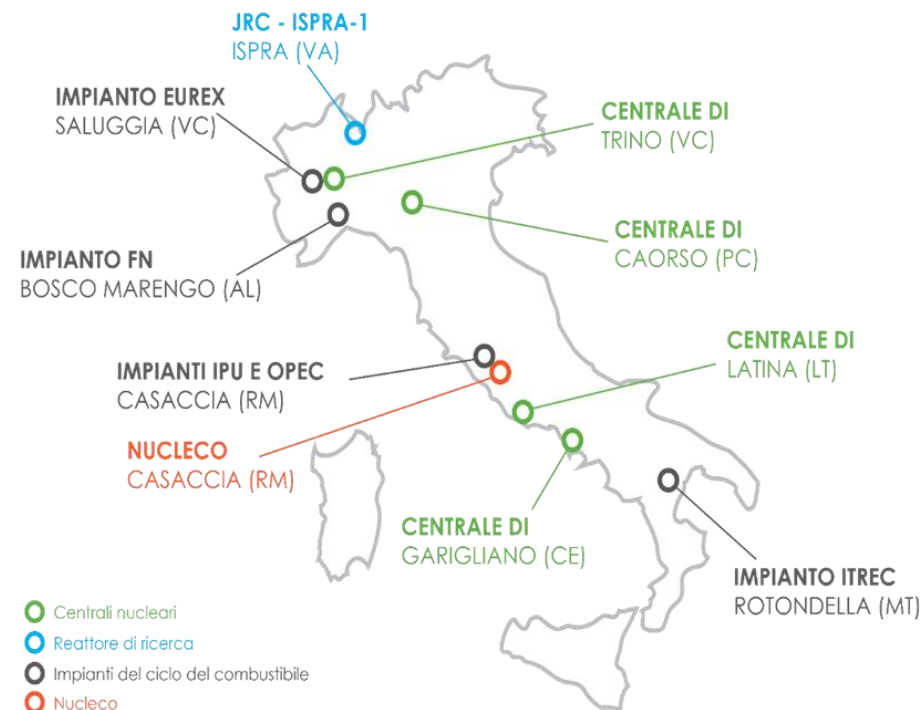 JRC - ISPRA-1
ISPRA (VA)
IMPIANTO EUREX
SALUGGIA (VC)
CENTRALE DI
TRINO (VC)
CENTRALE DI
CAORSO (PC)
IMPIANTO FN
BOSCO MARENGO (AL)
CENTRALE DI
LATINA (LT)
IMPIANTI IPU E OPEC
CASACCIA (RM)
NUCLECO
CASACCIA (RM)
CENTRALE DI
GARIGLIANO (CE)
IMPIANTO ITREC
ROTONDELLA (MT)
Centrali nucleari
Reattore di ricerca
Impianti del ciclo del combustibile
Nucleco